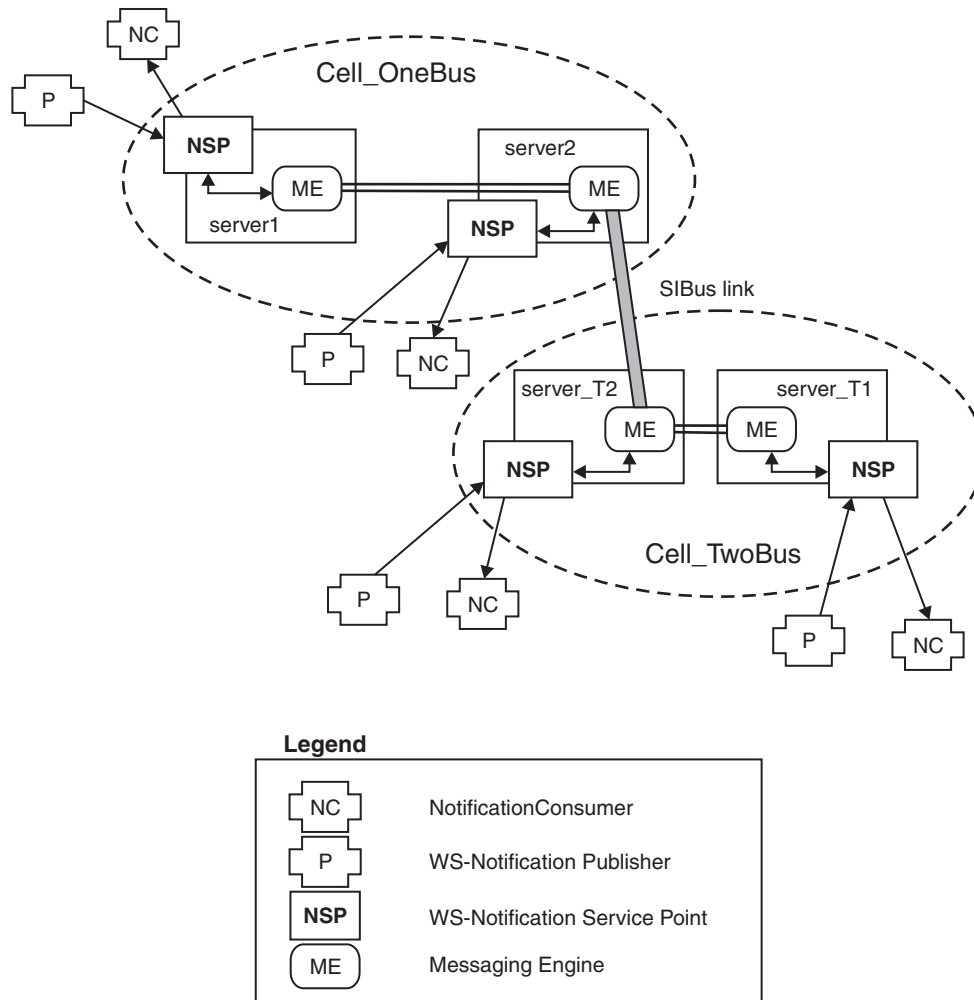 NC
Cell_OneBus
P
NSP
server2
ME
ME
server1
NSP
SIBus link
P
NC
server_T2
server_T1
ME
ME
NSP
NSP
Cell_TwoBus
P
NC
P
NC
Legend
NC NotificationConsumer
P WS-Notification Publisher
NSP WS-Notification Service Point
ME Messaging Engine